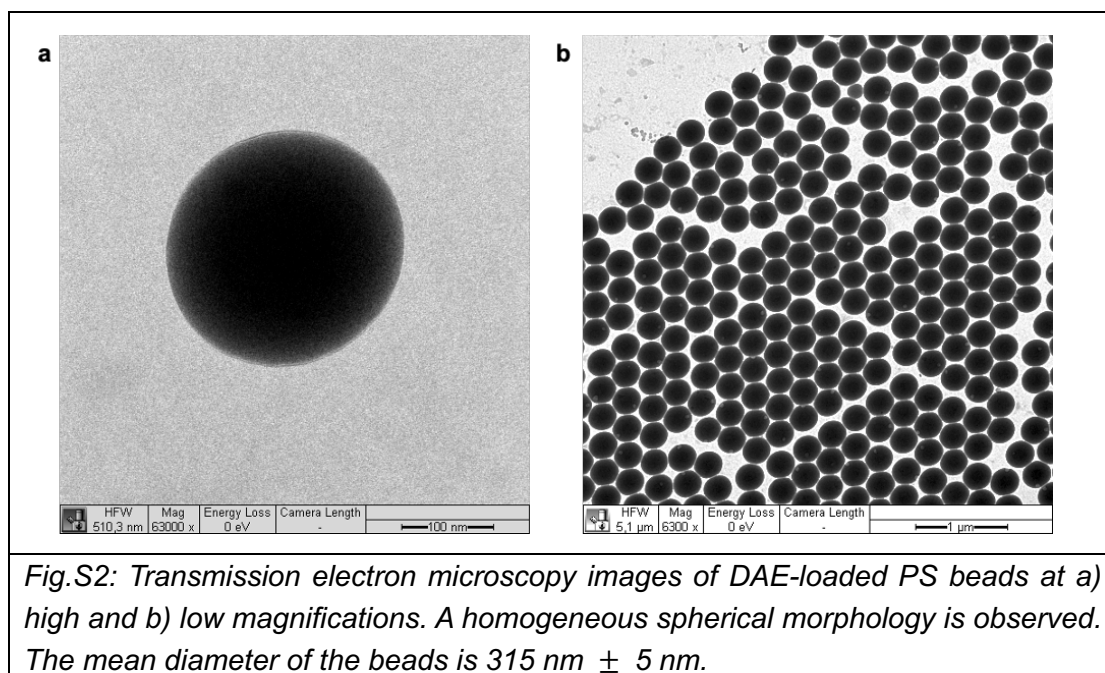 a
b
HFW Mag Energy Loss Camera Length
510,3 nm 63000 x 0 eV - 100 nm
HFW Mag Energy Loss Camera Length
5,1 µm 6300 x 0 eV - 1 µm
Fig.S2: Transmission electron microscopy images of DAE-loaded PS beads at a)
high and b) low magnifications. A homogeneous spherical morphology is observed.
The mean diameter of the beads is 315 nm ± 5 nm.